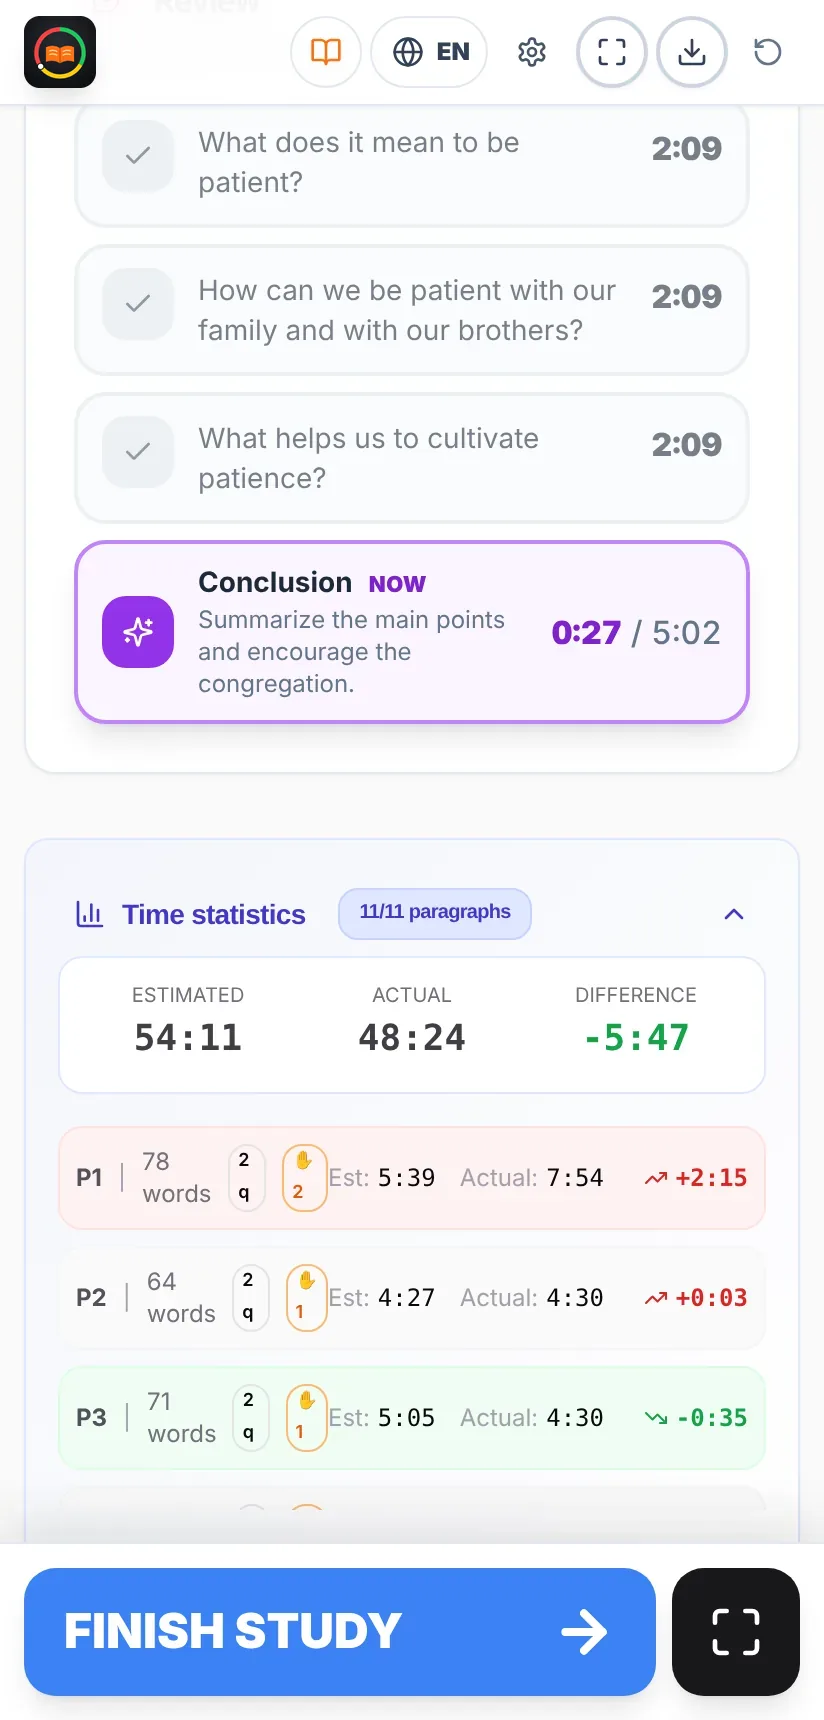 Review
EN
What does it mean to be
patient?
2:09
How can we be patient with our
family and with our brothers?
2:09
What helps us to cultivate
patience?
2:09
Conclusion NOW
Summarize the main points
and encourage the
congregation.
0:27 / 5:02
Time statistics 11/11 paragraphs
ESTIMATED ACTUAL DIFFERENCE
54:11 48:24 -5:47
P1 | 78 words 2 q ✋ 2 Est: 5:39 Actual: 7:54 +2:15
P2 | 64 words 2 q ✋ 1 Est: 4:27 Actual: 4:30 +0:03
P3 | 71 words 2 q ✋ 1 Est: 5:05 Actual: 4:30 -0:35
FINISH STUDY